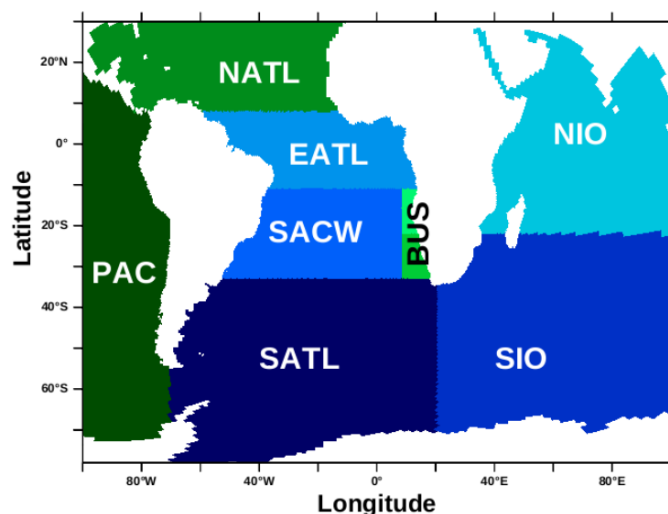 20°N
NATL
NIO
0°
EATL
20°S
SACW
BUS
Latitude
PAC
40°S
SATL
SIO
60°S
80°W
40°W
0°
40°E
80°E
Longitude